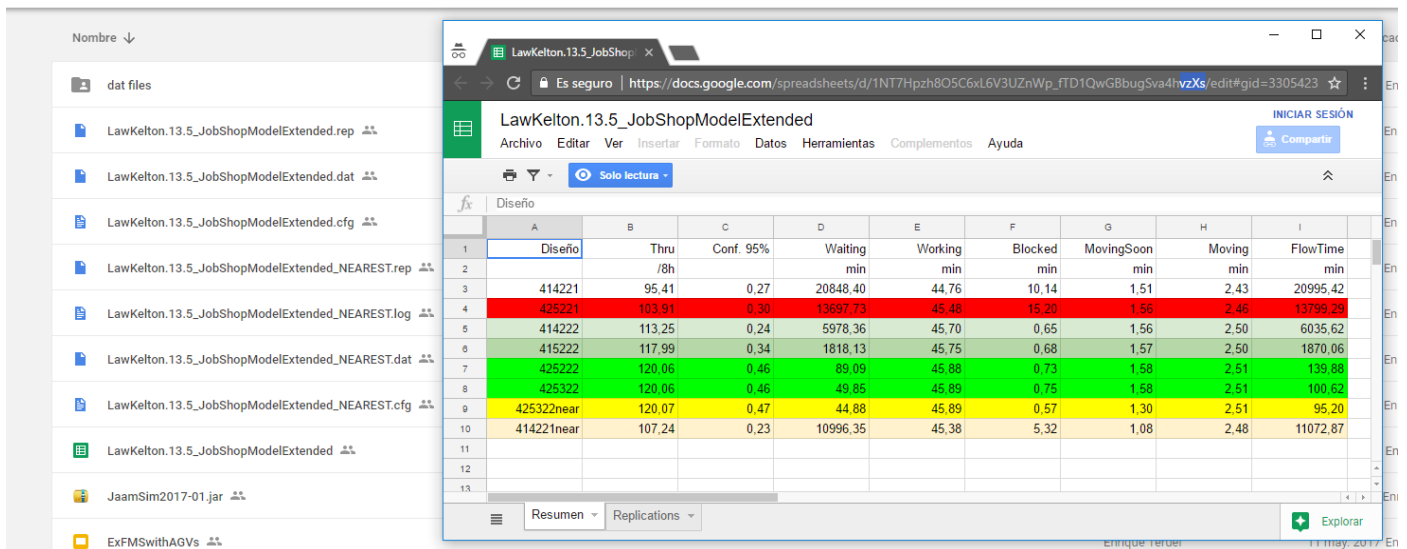 Nombre
dat files
LawKelton.13.5_JobShopModelExtended.rep
LawKelton.13.5_JobShopModelExtended.dat
LawKelton.13.5_JobShopModelExtended.cfg
LawKelton.13.5_JobShopModelExtended_NEAREST.rep
LawKelton.13.5_JobShopModelExtended_NEAREST.log
LawKelton.13.5_JobShopModelExtended_NEAREST.dat
LawKelton.13.5_JobShopModelExtended_NEAREST.cfg
LawKelton.13.5_JobShopModelExtended
JaamSim2017-01.jar
ExFMSwithAGVs
LawKelton.13.5_JobShop
Es seguro https://docs.google.com/spreadsheets/d/1NT7Hpzh8O5C6xL6V3UZnWp_fTD1QwGBbugSva4hvzXs/edit#gid=3305423
LawKelton.13.5_JobShopModelExtended
INICIAR SESIÓN
Archivo Editar Ver Insertar Formato Datos Herramientas Complementos Ayuda
Compartir
Solo lectura
fx Diseño
A B C D E F G H I
1 Diseño Thru Conf. 95% Waiting Working Blocked MovingSoon Moving FlowTime
2 /8h min min min min min min
3 414221 95,41 0,27 20848,40 44,76 10,14 1,51 2,43 20995,42
4 425221 103,91 0,30 13697,73 45,48 15,20 1,56 2,46 13799,29
5 414222 113,25 0,24 5978,36 45,70 0,65 1,56 2,50 6035,62
6 415222 117,99 0,34 1818,13 45,75 0,68 1,57 2,50 1870,06
7 425222 120,06 0,46 89,09 45,88 0,73 1,58 2,51 139,88
8 425322 120,06 0,46 49,85 45,89 0,75 1,58 2,51 100,62
9 425322near 120,07 0,47 44,88 45,89 0,57 1,30 2,51 95,20
10 414221near 107,24 0,23 10996,35 45,38 5,32 1,08 2,48 11072,87
11
12
13
Resumen Replications
Explorar